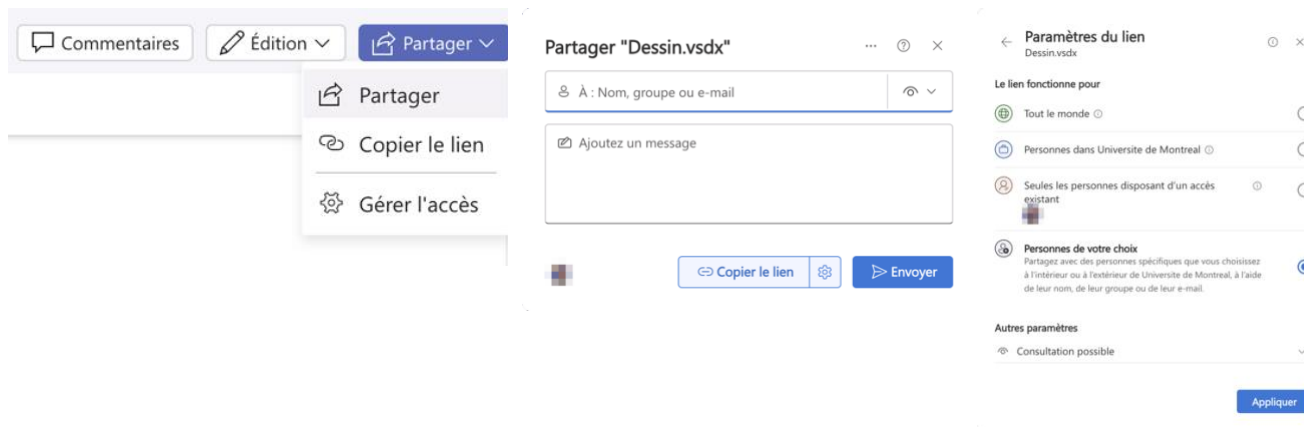 Commentaires
Édition
Partager
Partager
Copier le lien
Gérer l'accès
Partager "Dessin.vsdx"
À : Nom, groupe ou e-mail
Ajoutez un message
Copier le lien
Envoyer
Paramètres du lien
Dessin.vsdx
Le lien fonctionne pour
Tout le monde
Personnes dans Universite de Montreal
Seules les personnes disposant d'un accès
existant
Personnes de votre choix
Partagez avec des personnes spécifiques que vous choisissez
à l'intérieur ou à l'extérieur de Universite de Montreal, à l'aide
de leur nom, de leur groupe ou de leur e-mail.
Autres paramètres
Consultation possible
Appliquer